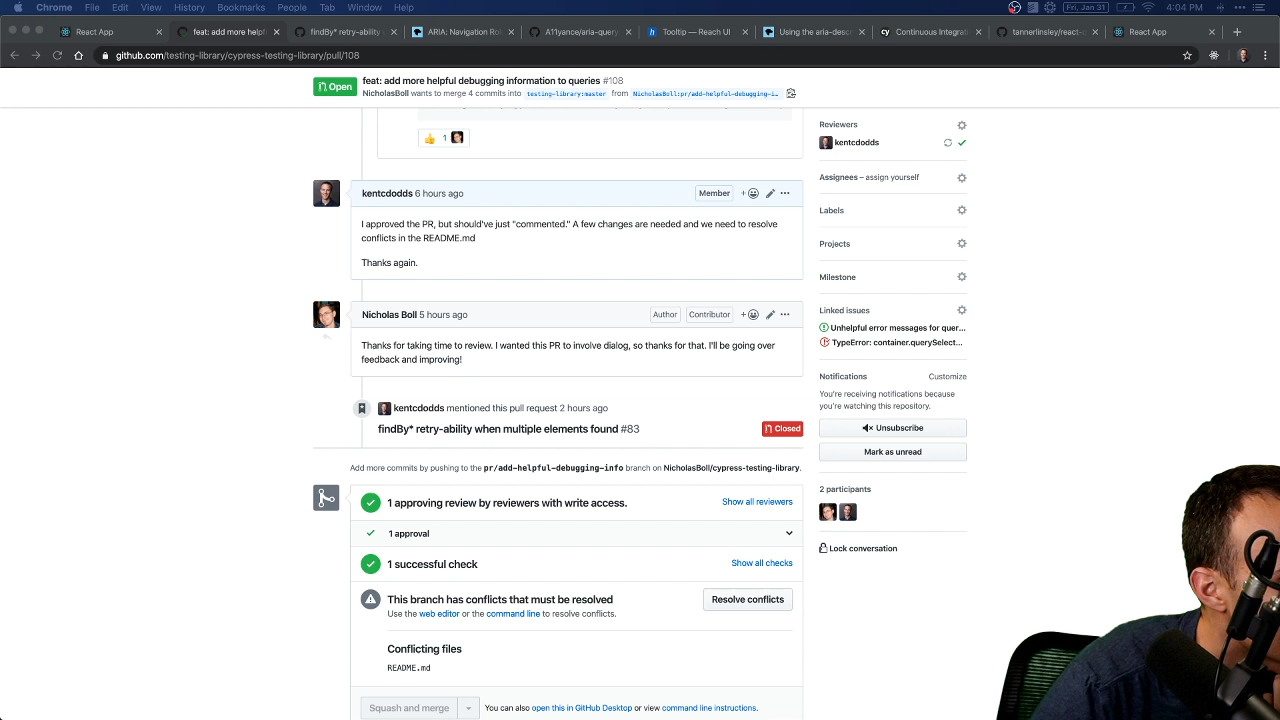 Chrome File Edit View History Bookmarks People Tab Window Help Fri, Jan 31 4:04 PM
React App feat: add more helpf findBy* retry-ability ARIA: Navigation Ro A11yance/aria-query Tooltip — Reach UI Using the aria-desc Continuous Integrat tannerlinsley/react- React App
github.com/testing-library/cypress-testing-library/pull/108
Open feat: add more helpful debugging information to queries #108
NicholasBoll wants to merge 4 commits into testing-library:master from NicholasBoll:pr/add-helpful-debugging-i…
Reviewers
👍 1
kentcdodds
Assignees – assign yourself
kentcdodds 6 hours ago Member
I approved the PR, but should've just "commented." A few changes are needed and we need to resolve
conflicts in the README.md
Thanks again.
Labels
Projects
Milestone
Nicholas Boll 5 hours ago Author Contributor
Thanks for taking time to review. I wanted this PR to involve dialog, so thanks for that. I'll be going over
feedback and improving!
Linked issues
Unhelpful error messages for quer...
TypeError: container.querySelect...
Notifications Customize
You're receiving notifications because
you're watching this repository.
Unsubscribe
Mark as unread
kentcdodds mentioned this pull request 2 hours ago
findBy* retry-ability when multiple elements found #83 Closed
Add more commits by pushing to the pr/add-helpful-debugging-info branch on NicholasBoll/cypress-testing-library.
2 participants
Lock conversation
1 approving review by reviewers with write access. Show all reviewers
1 approval
1 successful check Show all checks
This branch has conflicts that must be resolved Resolve conflicts
Use the web editor or the command line to resolve conflicts.
Conflicting files
README.md
Squash and merge You can also open this in GitHub Desktop or view command line instructions.